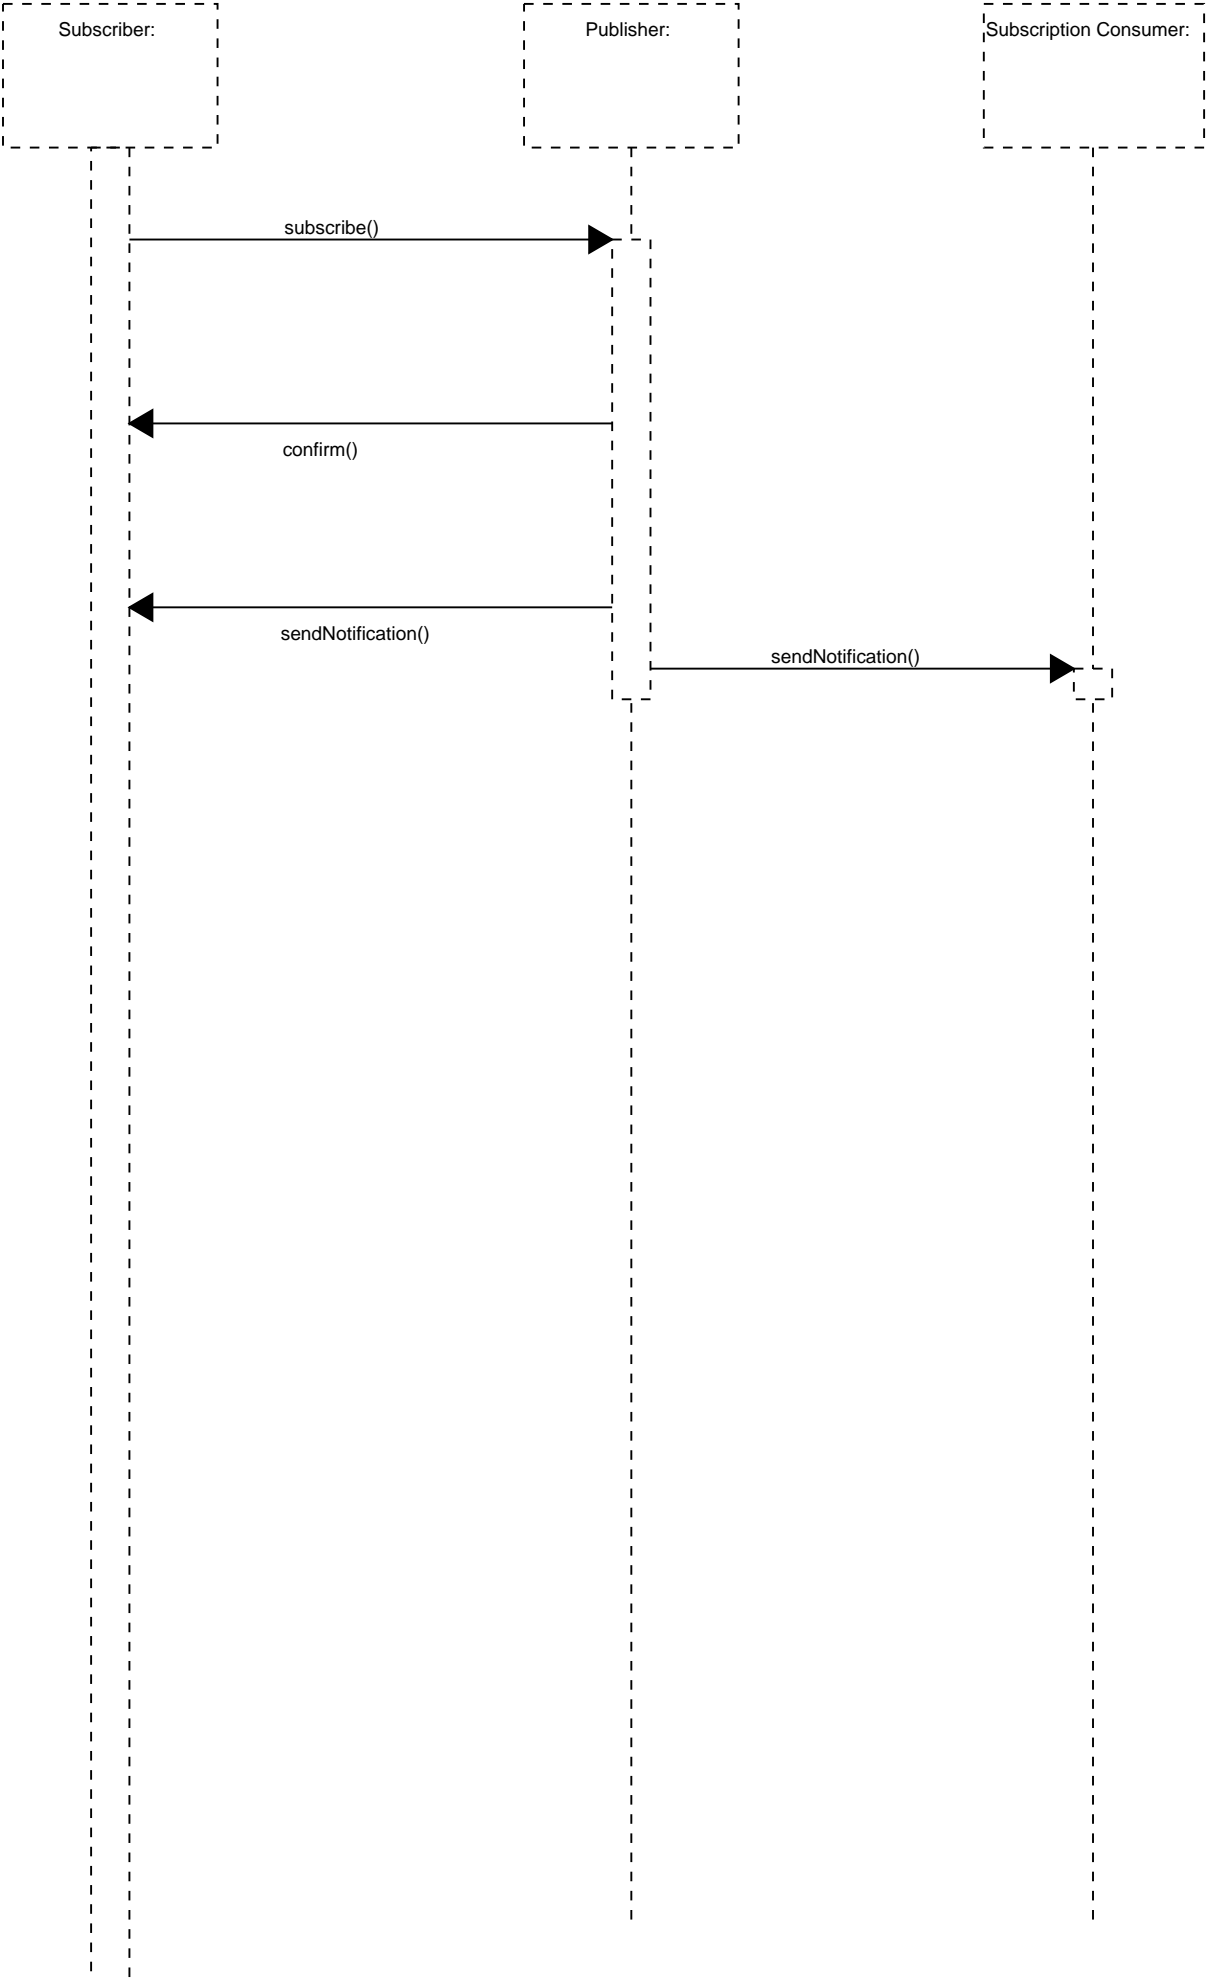 Subscriber:
Publisher:
Subscription Consumer:
subscribe()
confirm()
sendNotification()
sendNotification()